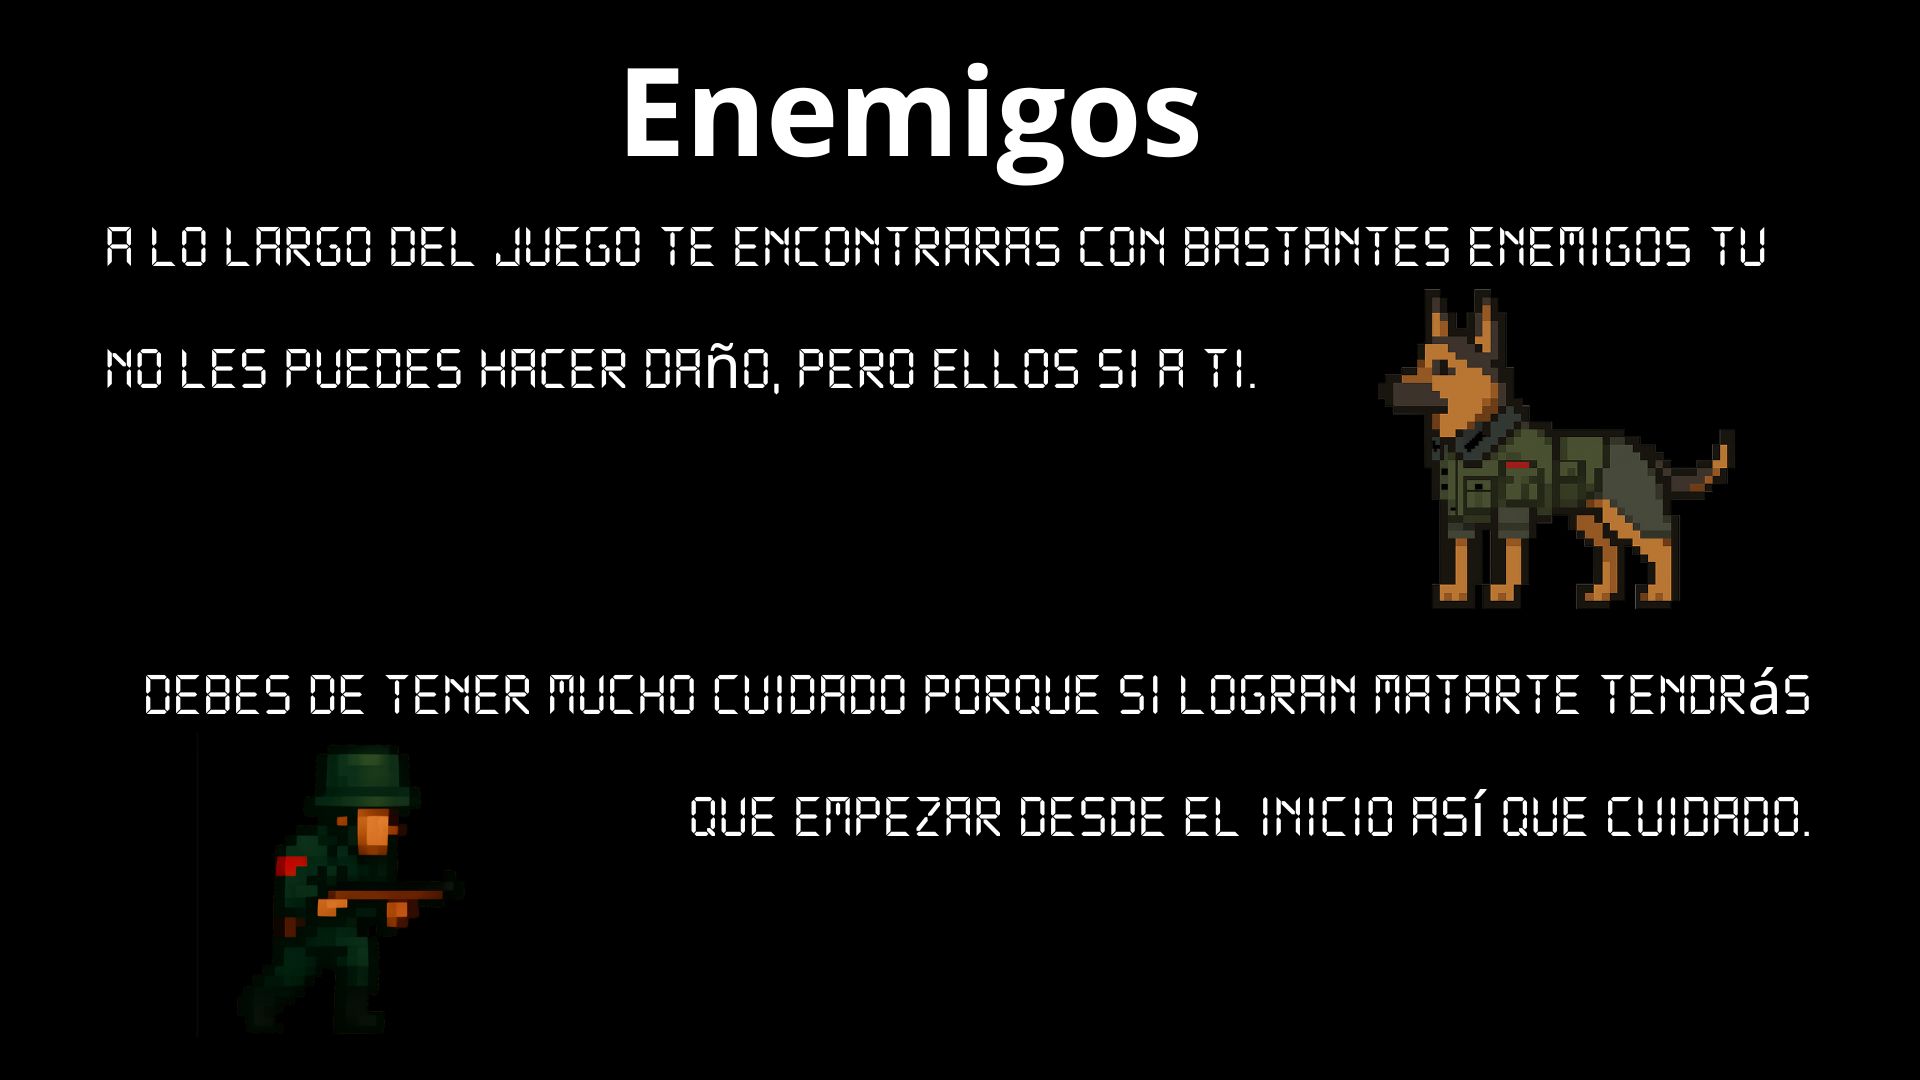 Enemigos
A LO LARGO DEL JUEGO TE ENCONTRARAS CON BASTANTES ENEMIGOS TU
NO LES PUEDES HACER DAñO, PERO ELLOS SI A TI.
DEBES DE TENER MUCHO CUIDADO PORQUE SI LOGRAN MATARTE TENDRáS
QUE EMPEZAR DESDE EL INICIO ASí QUE CUIDADO.